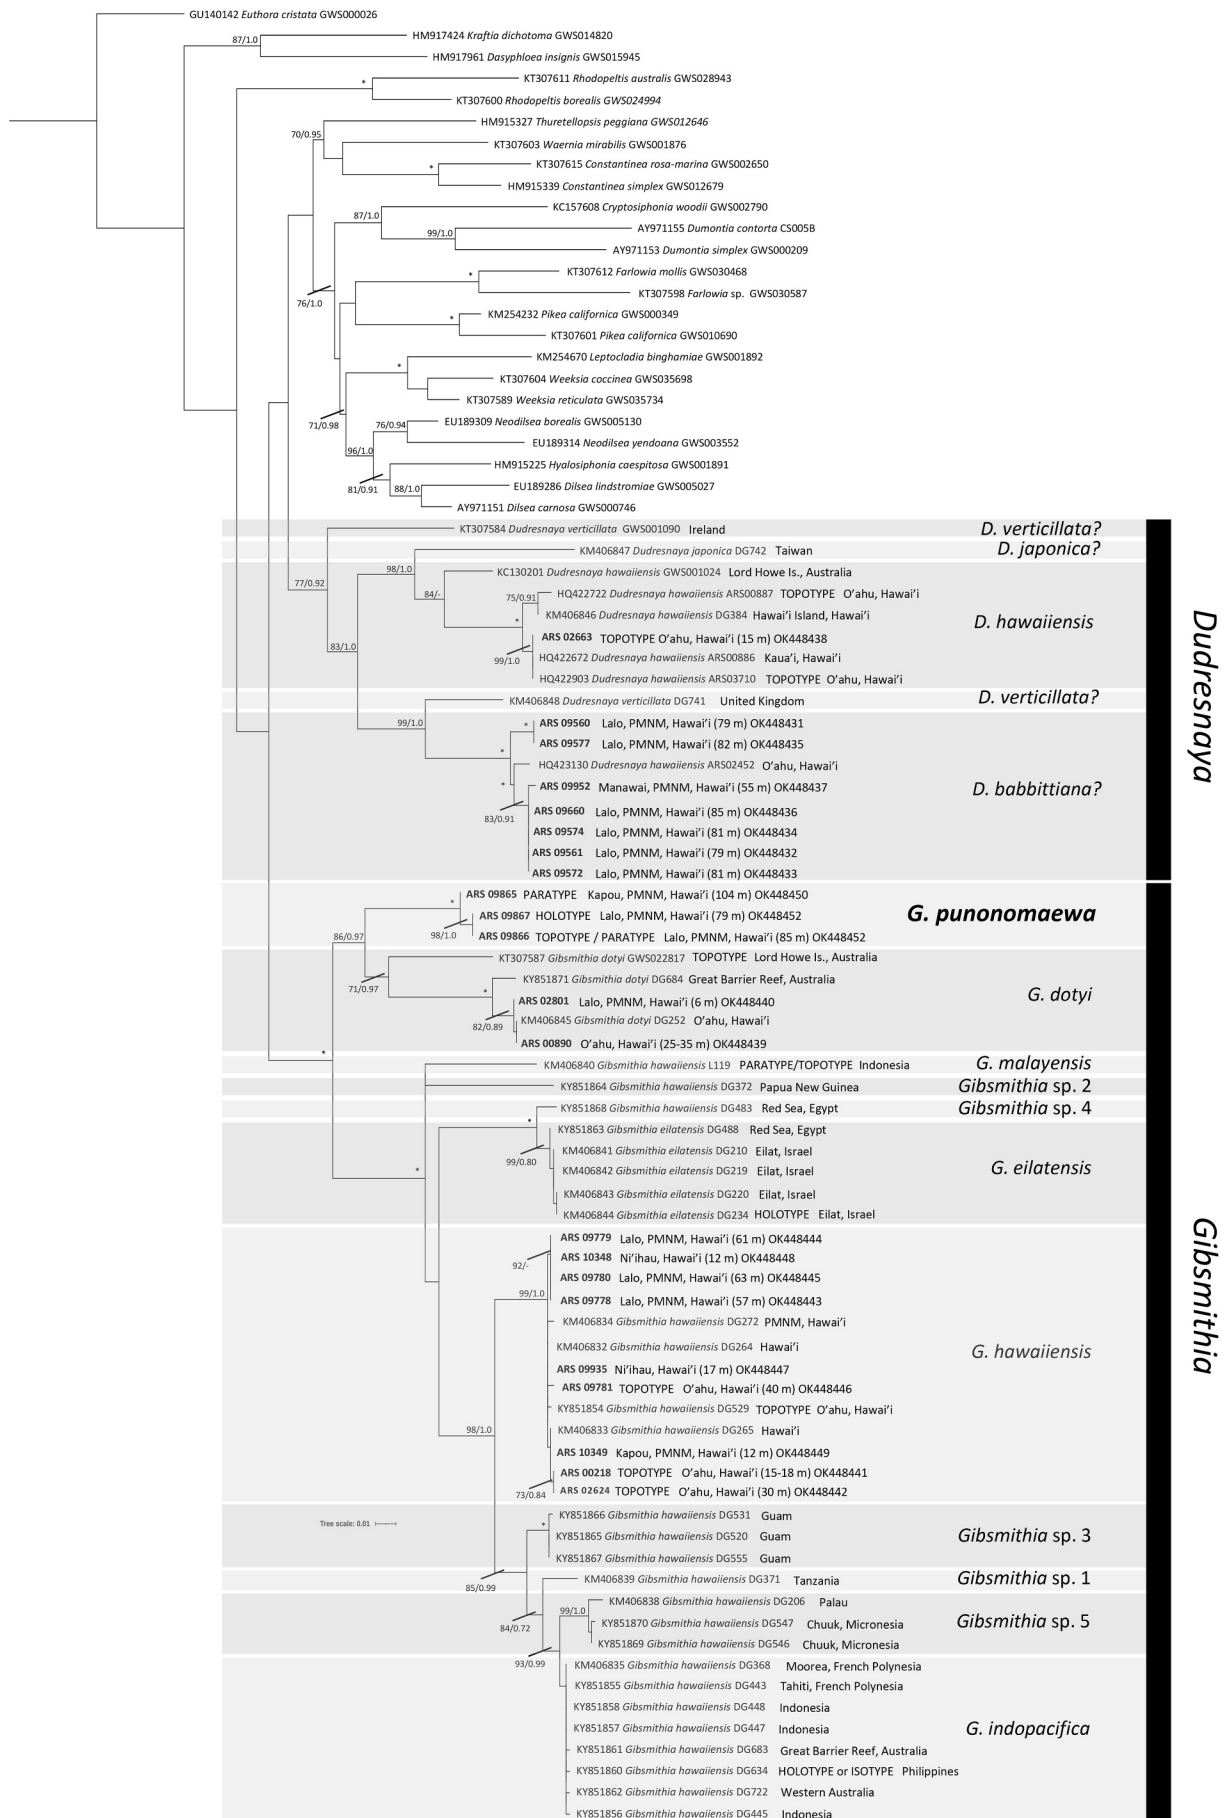 GU140142 Euthora cristata GWS000026
87/1.0
HM917424 Kraftia dichotoma GWS014820
HM917961 Dasyphloea insignis GWS015945
*
KT307611 Rhodopeltis australis GWS028943
KT307600 Rhodopeltis borealis GWS024994
70/0.95
HM915327 Thuretellopsis peggiana GWS012646
KT307603 Waernia mirabilis GWS001876
*
KT307615 Constantinea rosa-marina GWS002650
HM915339 Constantinea simplex GWS012679
87/1.0
KC157608 Cryptosiphonia woodii GWS002790
99/1.0
AY971155 Dumontia contorta CS005B
AY971153 Dumontia simplex GWS000209
*
KT307612 Farlowia mollis GWS030468
KT307598 Farlowia sp. GWS030587
76/1.0
*
KM254232 Pikea californica GWS000349
KT307601 Pikea californica GWS010690
*
KM254670 Leptocladia binghamiae GWS001892
KT307604 Weeksia coccinea GWS035698
KT307589 Weeksia reticulata GWS035734
71/0.98
76/0.94
EU189309 Neodilsea borealis GWS005130
EU189314 Neodilsea yendoana GWS003552
96/1.0
HM915225 Hyalosiphonia caespitosa GWS001891
81/0.91
88/1.0
EU189286 Dilsea lindstromiae GWS005027
AY971151 Dilsea carnosa GWS000746
KT307584 Dudresnaya verticillata GWS001090 Ireland
D. verticillata?
KM406847 Dudresnaya japonica DG742 Taiwan
D. japonica?
77/0.92
98/1.0
KC130201 Dudresnaya hawaiiensis GWS001024 Lord Howe Is., Australia
84/-
75/0.91
HQ422722 Dudresnaya hawaiiensis ARS00887 TOPOTYPE O'ahu, Hawai'i
KM406846 Dudresnaya hawaiiensis DG384 Hawai'i Island, Hawai'i
D. hawaiiensis
*
ARS 02663 TOPOTYPE O'ahu, Hawai'i (15 m) OK448438
83/1.0
99/1.0
HQ422672 Dudresnaya hawaiiensis ARS00886 Kaua'i, Hawai'i
HQ422903 Dudresnaya hawaiiensis ARS03710 TOPOTYPE O'ahu, Hawai'i
KM406848 Dudresnaya verticillata DG741 United Kingdom
D. verticillata?
99/1.0
*
ARS 09560 Lalo, PMNM, Hawai'i (79 m) OK448431
*
ARS 09577 Lalo, PMNM, Hawai'i (82 m) OK448435
HQ423130 Dudresnaya hawaiiensis ARS02452 O'ahu, Hawai'i
*
ARS 09952 Manawai, PMNM, Hawai'i (55 m) OK448437
D. babbittiana?
83/0.91
ARS 09660 Lalo, PMNM, Hawai'i (85 m) OK448436
ARS 09574 Lalo, PMNM, Hawai'i (81 m) OK448434
ARS 09561 Lalo, PMNM, Hawai'i (79 m) OK448432
ARS 09572 Lalo, PMNM, Hawai'i (81 m) OK448433
Dudresnaya
*
ARS 09865 PARATYPE Kapou, PMNM, Hawai'i (104 m) OK448450
ARS 09867 HOLOTYPE Lalo, PMNM, Hawai'i (79 m) OK448452
G. punonomaewa
86/0.97
98/1.0
ARS 09866 TOPOTYPE / PARATYPE Lalo, PMNM, Hawai'i (85 m) OK448452
KT307587 Gibsmithia dotyi GWS022817 TOPOTYPE Lord Howe Is., Australia
71/0.97
*
KY851871 Gibsmithia dotyi DG684 Great Barrier Reef, Australia
G. dotyi
ARS 02801 Lalo, PMNM, Hawai'i (6 m) OK448440
82/0.89
KM406845 Gibsmithia dotyi DG252 O'ahu, Hawai'i
ARS 00890 O'ahu, Hawai'i (25-35 m) OK448439
*
KM406840 Gibsmithia hawaiiensis L119 PARATYPE/TOPOTYPE Indonesia
G. malayensis
KY851864 Gibsmithia hawaiiensis DG372 Papua New Guinea
Gibsmithia sp. 2
KY851868 Gibsmithia hawaiiensis DG483 Red Sea, Egypt
Gibsmithia sp. 4
*
KY851863 Gibsmithia eilatensis DG488 Red Sea, Egypt
KM406841 Gibsmithia eilatensis DG210 Eilat, Israel
99/0.80
*
KM406842 Gibsmithia eilatensis DG219 Eilat, Israel
G. eilatensis
KM406843 Gibsmithia eilatensis DG220 Eilat, Israel
KM406844 Gibsmithia eilatensis DG234 HOLOTYPE Eilat, Israel
ARS 09779 Lalo, PMNM, Hawai'i (61 m) OK448444
ARS 10348 Ni'ihau, Hawai'i (12 m) OK448448
92/-
ARS 09780 Lalo, PMNM, Hawai'i (63 m) OK448445
99/1.0
ARS 09778 Lalo, PMNM, Hawai'i (57 m) OK448443
KM406834 Gibsmithia hawaiiensis DG272 PMNM, Hawai'i
KM406832 Gibsmithia hawaiiensis DG264 Hawai'i
G. hawaiiensis
ARS 09935 Ni'ihau, Hawai'i (17 m) OK448447
ARS 09781 TOPOTYPE O'ahu, Hawai'i (40 m) OK448446
KY851854 Gibsmithia hawaiiensis DG529 TOPOTYPE O'ahu, Hawai'i
98/1.0
KM406833 Gibsmithia hawaiiensis DG265 Hawai'i
ARS 10349 Kapou, PMNM, Hawai'i (12 m) OK448449
ARS 00218 TOPOTYPE O'ahu, Hawai'i (15-18 m) OK448441
73/0.84
ARS 02624 TOPOTYPE O'ahu, Hawai'i (30 m) OK448442
Gibsmithia
Tree scale: 0.01
KY851866 Gibsmithia hawaiiensis DG531 Guam
*
KY851865 Gibsmithia hawaiiensis DG520 Guam
Gibsmithia sp. 3
KY851867 Gibsmithia hawaiiensis DG555 Guam
85/0.99
KM406839 Gibsmithia hawaiiensis DG371 Tanzania
Gibsmithia sp. 1
84/0.72
99/1.0
KM406838 Gibsmithia hawaiiensis DG206 Palau
KY851870 Gibsmithia hawaiiensis DG547 Chuuk, Micronesia
Gibsmithia sp. 5
KY851869 Gibsmithia hawaiiensis DG546 Chuuk, Micronesia
93/0.99
KM406835 Gibsmithia hawaiiensis DG368 Moorea, French Polynesia
KY851855 Gibsmithia hawaiiensis DG443 Tahiti, French Polynesia
KY851858 Gibsmithia hawaiiensis DG448 Indonesia
KY851857 Gibsmithia hawaiiensis DG447 Indonesia
G. indopacifica
KY851861 Gibsmithia hawaiiensis DG683 Great Barrier Reef, Australia
KY851860 Gibsmithia hawaiiensis DG634 HOLOTYPE or ISOTYPE Philippines
KY851862 Gibsmithia hawaiiensis DG722 Western Australia
KY851856 Gibsmithia hawaiiensis DG445 Indonesia